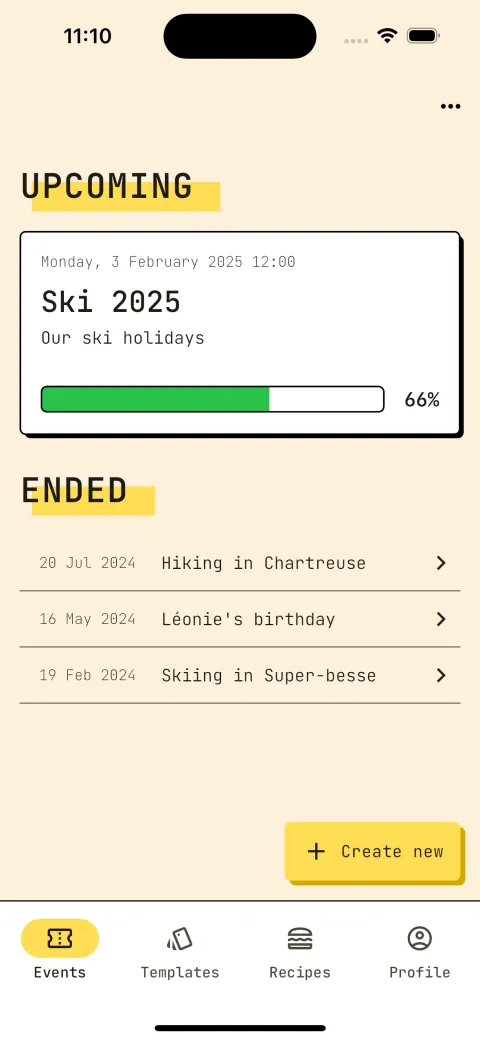 11:10
UPCOMING
Monday, 3 February 2025 12:00
Ski 2025
Our ski holidays
66%
ENDED
20 Jul 2024 Hiking in Chartreuse
16 May 2024 Léonie's birthday
19 Feb 2024 Skiing in Super-besse
+ Create new
Events Templates Recipes Profile